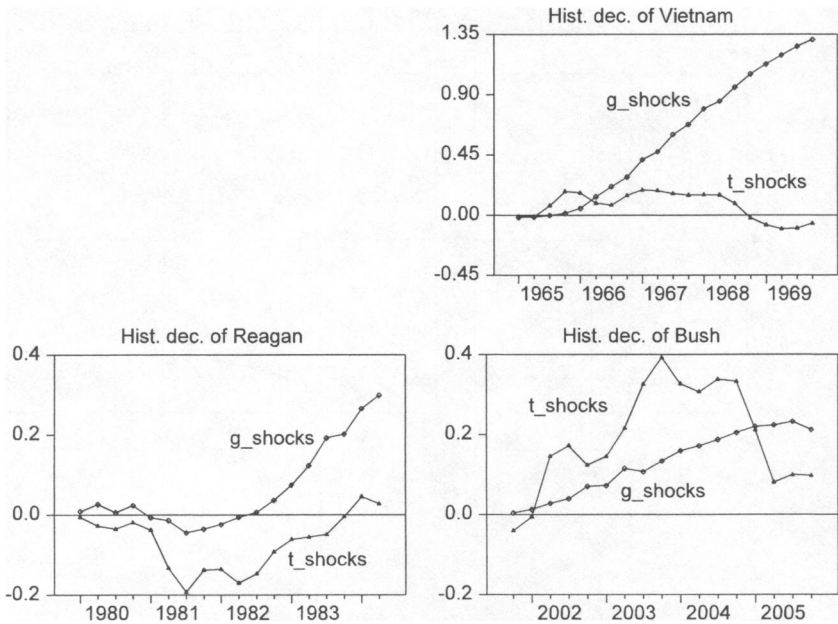 Hist. dec. of Vietnam
1.35
0.90
0.45
0.00
-0.45
g_shocks
t_shocks
1965 1966 1967 1968 1969
Hist. dec. of Reagan
0.4
0.2
0.0
-0.2
g_shocks
t_shocks
1980 1981 1982 1983
Hist. dec. of Bush
0.4
0.2
0.0
-0.2
t_shocks
g_shocks
2002 2003 2004 2005